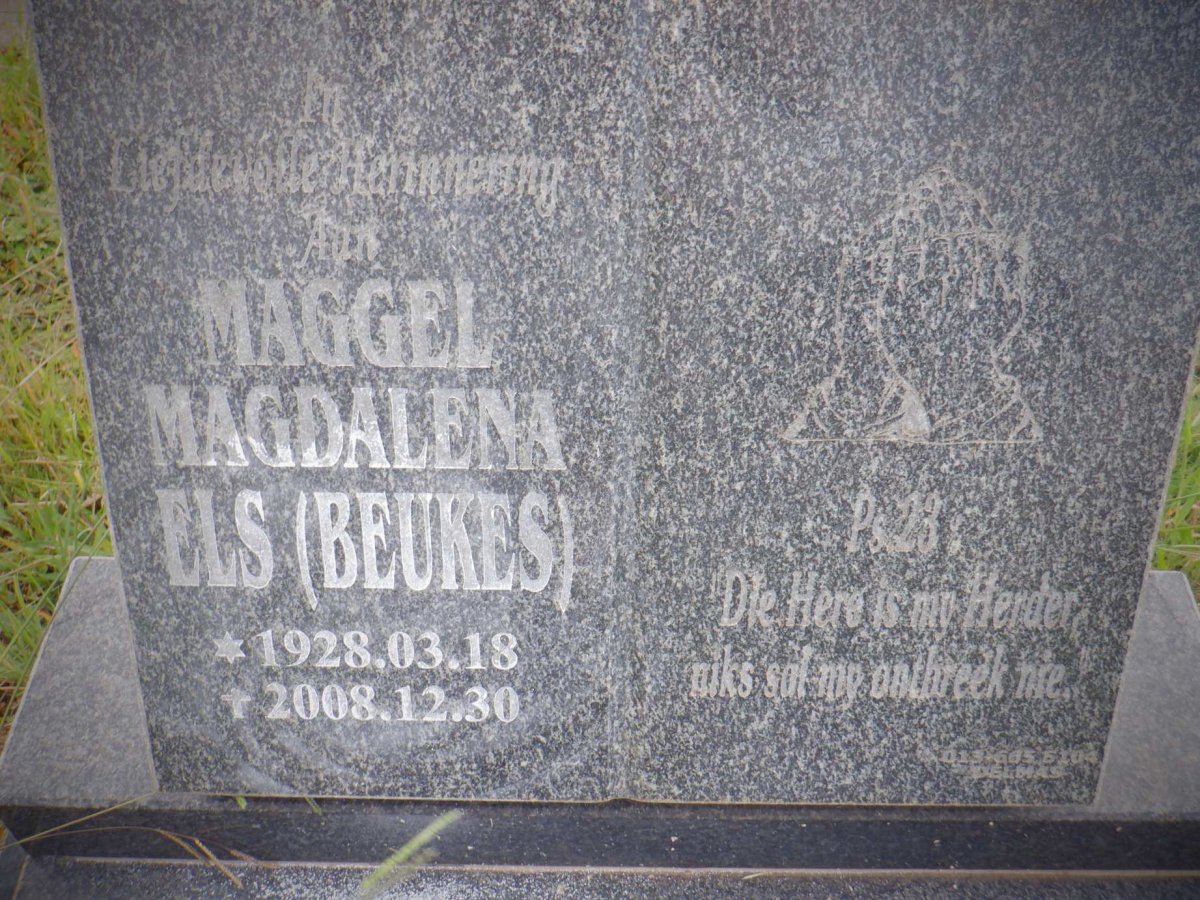 In
Liefdevolle Herinnering
Aan
MAGGEL
MAGDALENA
ELS (BEUKES)
1928.03.18
2008.12.30
Ps.23 :
Die Here is my Herder,
niks sal my ontbreek nie.